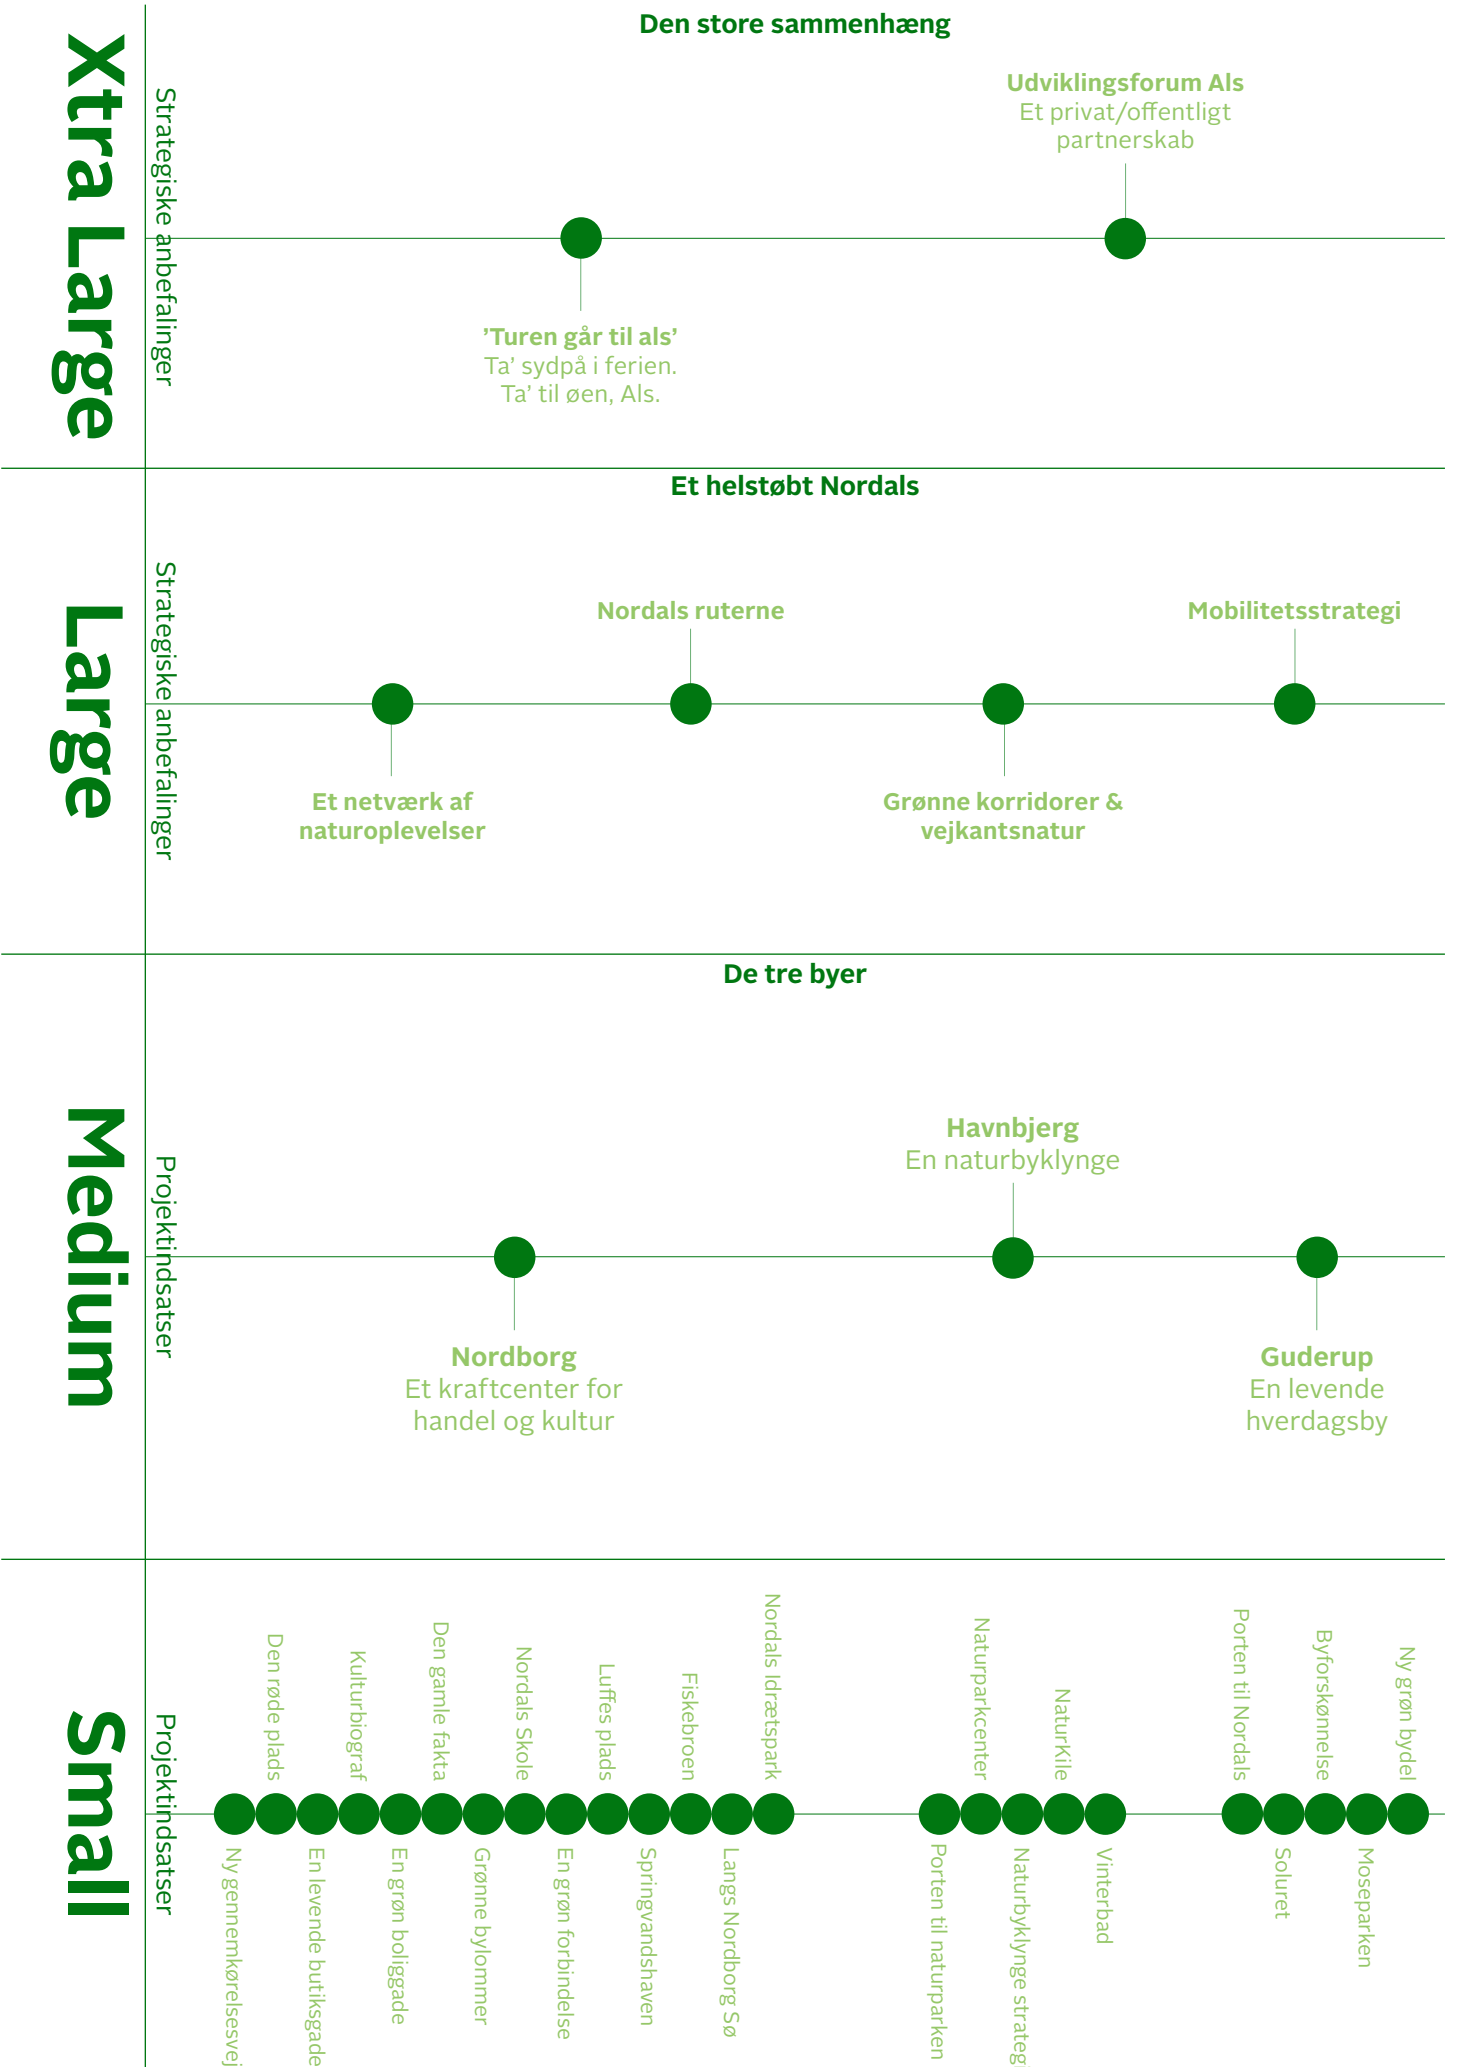 Xtra Large
Strategiske anbefalinger
Den store sammenhæng
Udviklingsforum Als
Et privat/offentligt
partnerskab
’Turen går til als’
Ta’ sydpå i ferien.
Ta’ til øen, Als.
Large
Strategiske anbefalinger
Et helstøbt Nordals
Nordals ruterne
Mobilitetsstrategi
Et netværk af
naturoplevelser
Grønne korridorer &
vejkantsnatur
Medium
Projektindsatser
De tre byer
Havnbjerg
En naturbyklynge
Nordborg
Et kraftcenter for
handel og kultur
Guderup
En levende
hverdagsby
Small
Projektindsatser
Den røde plads
Kulturbiograf
Den gamle fakta
Nordals Skole
Luffes plads
Fiskebroen
Nordals Idrætspark
Naturparkcenter
NaturKile
Porten til Nordals
Byforskønnelse
Ny grøn bydel
Ny gennemkørelsesvej
En levende butiksgade
En grøn boliggade
Grønne bylommer
En grøn forbindelse
Springvandshaven
Langs Nordborg Sø
Porten til naturparken
Naturbyklynge strateg
Vinterbad
Soluret
Moseparken